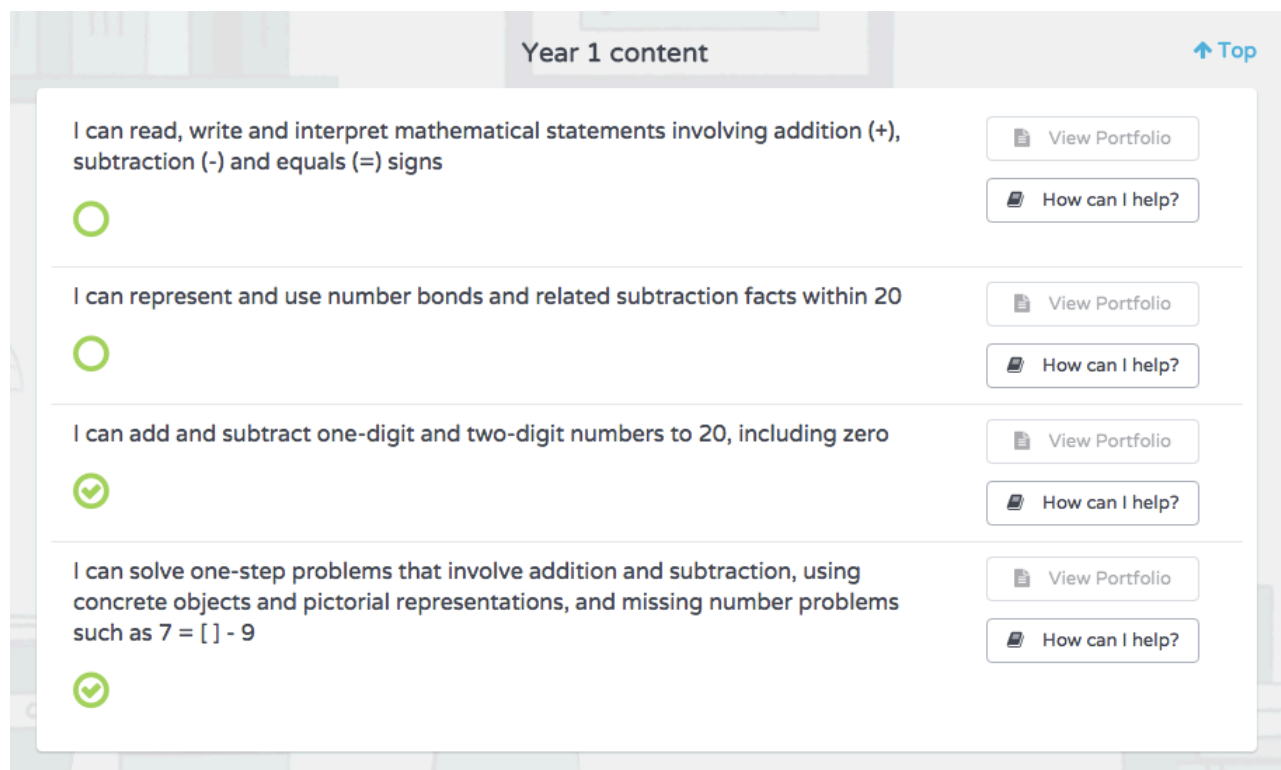 Year 1 content
Top
I can read, write and interpret mathematical statements involving addition (+),
subtraction (-) and equals (=) signs
View Portfolio
How can I help?
I can represent and use number bonds and related subtraction facts within 20
View Portfolio
How can I help?
I can add and subtract one-digit and two-digit numbers to 20, including zero
View Portfolio
How can I help?
I can solve one-step problems that involve addition and subtraction, using
concrete objects and pictorial representations, and missing number problems
such as 7 = [ ] - 9
View Portfolio
How can I help?